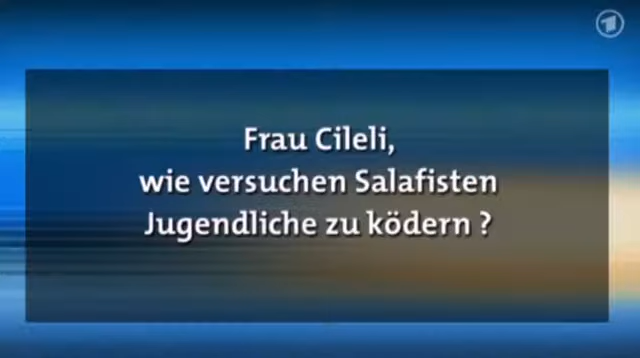 Frau Cileli,
wie versuchen Salafisten
Jugendliche zu ködern ?